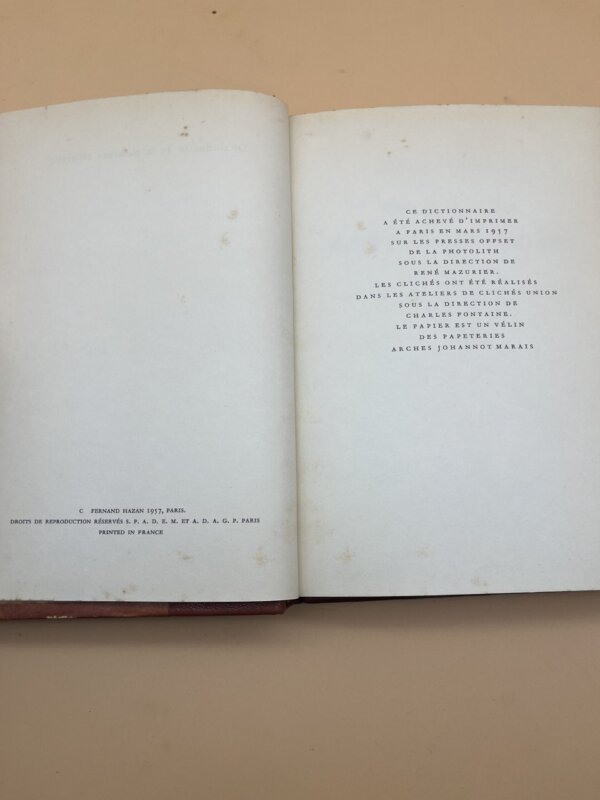 C FERNAND HAZAN 1957, PARIS.
DROITS DE REPRODUCTION RÉSERVÉS S. P. A. D. E. M. ET A. D. A. G. P. PARIS
PRINTED IN FRANCE
CE DICTIONNAIRE
A ÉTÉ ACHEVÉ D'IMPRIMER
A PARIS EN MARS 1957
SUR LES PRESSES OFFSET
DE LA PHOTOLITH
SOUS LA DIRECTION DE
RENÉ MAZURIER.
LES CLICHÉS ONT ÉTÉ RÉALISÉS
DANS LES ATELIERS DE CLICHÉS UNION
SOUS LA DIRECTION DE
CHARLES FONTAINE.
LE PAPIER EST UN VÉLIN
DES PAPETERIES
ARCHES JOHANNOT MARAIS